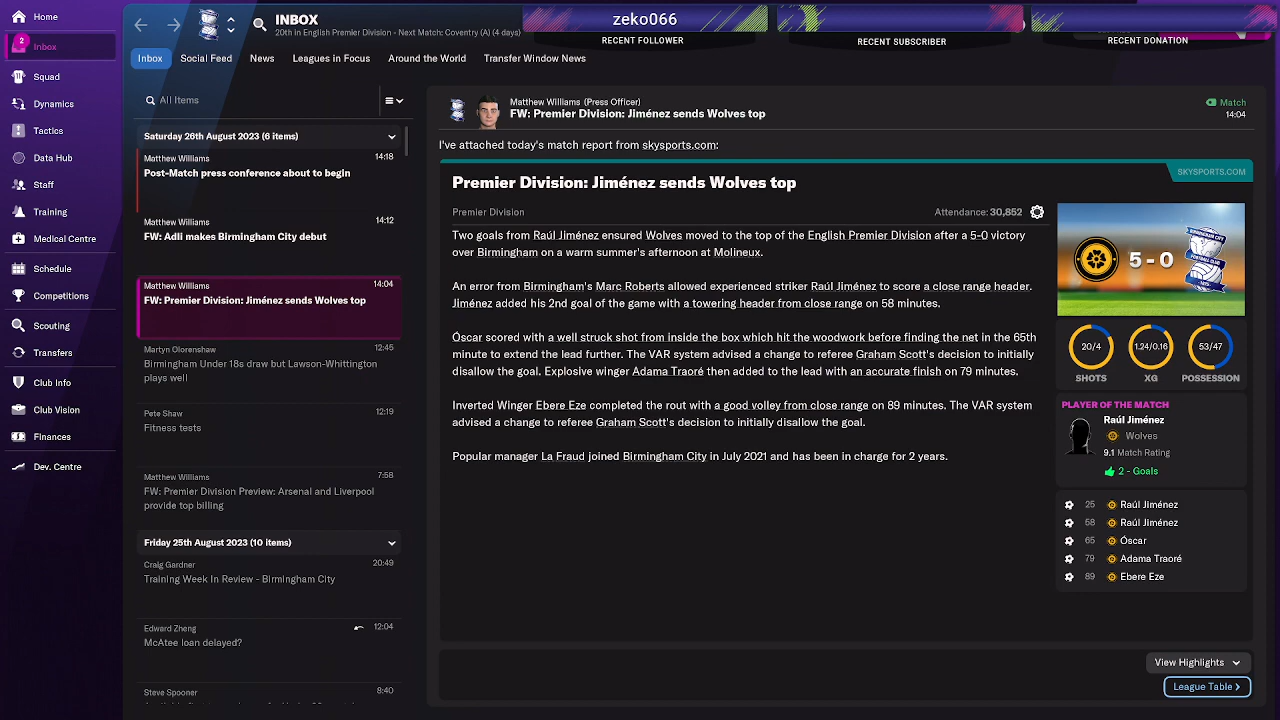 Home
2
Inbox
Squad
Dynamics
Tactics
Data Hub
Staff
Training
Medical Centre
Schedule
Competitions
Scouting
Transfers
Club Info
Club Vision
Finances
Dev. Centre
INBOX
20th in English Premier Division - Next Match: Coventry (A) (4 days)
zeko066
RECENT FOLLOWER
RECENT SUBSCRIBER
RECENT DONATION
Inbox
Social Feed
News
Leagues in Focus
Around the World
Transfer Window News
All Items
Saturday 26th August 2023 (6 items)
Matthew Williams 14:18
Post-Match press conference about to begin
Matthew Williams 14:12
FW: Adli makes Birmingham City debut
Matthew Williams 14:04
FW: Premier Division: Jiménez sends Wolves top
Martyn Olorenshaw 12:45
Birmingham Under 18s draw but Lawson-Whittington
plays well
Pete Shaw 12:19
Fitness tests
Matthew Williams 7:58
FW: Premier Division Preview: Arsenal and Liverpool
provide top billing
Friday 25th August 2023 (10 items)
Craig Gardner 20:49
Training Week In Review - Birmingham City
Edward Zheng 12:04
McAtee loan delayed?
Steve Spooner 8:40
Matthew Williams (Press Officer)
FW: Premier Division: Jiménez sends Wolves top
Match
14:04
I've attached today's match report from skysports.com:
SKYSPORTS.COM
Premier Division: Jiménez sends Wolves top
Premier Division
Attendance: 30,852
Two goals from Raúl Jiménez ensured Wolves moved to the top of the English Premier Division after a 5-0 victory
over Birmingham on a warm summer's afternoon at Molineux.
An error from Birmingham's Marc Roberts allowed experienced striker Raúl Jiménez to score a close range header.
Jiménez added his 2nd goal of the game with a towering header from close range on 58 minutes.
Óscar scored with a well struck shot from inside the box which hit the woodwork before finding the net in the 65th
minute to extend the lead further. The VAR system advised a change to referee Graham Scott's decision to initially
disallow the goal. Explosive winger Adama Traoré then added to the lead with an accurate finish on 79 minutes.
Inverted Winger Ebere Eze completed the rout with a good volley from close range on 89 minutes. The VAR system
advised a change to referee Graham Scott's decision to initially disallow the goal.
Popular manager La Fraud joined Birmingham City in July 2021 and has been in charge for 2 years.
5 - 0
20/4
1.24/0.16
53/47
SHOTS
XG
POSSESSION
PLAYER OF THE MATCH
Raúl Jiménez
Wolves
9.1 Match Rating
2 - Goals
25 Raúl Jiménez
58 Raúl Jiménez
65 Óscar
79 Adama Traoré
89 Ebere Eze
View Highlights
League Table